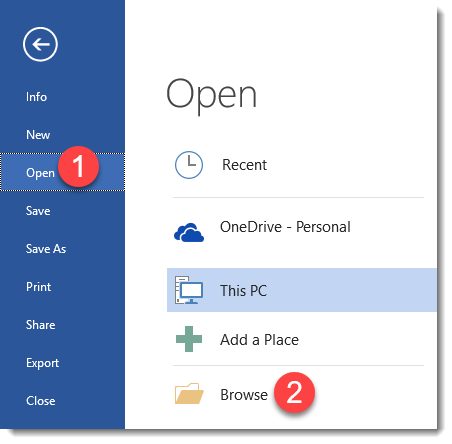 Info
New
Open 1
Save
Save As
Print
Share
Export
Close
Open
Recent
OneDrive - Personal
This PC
Add a Place
Browse 2